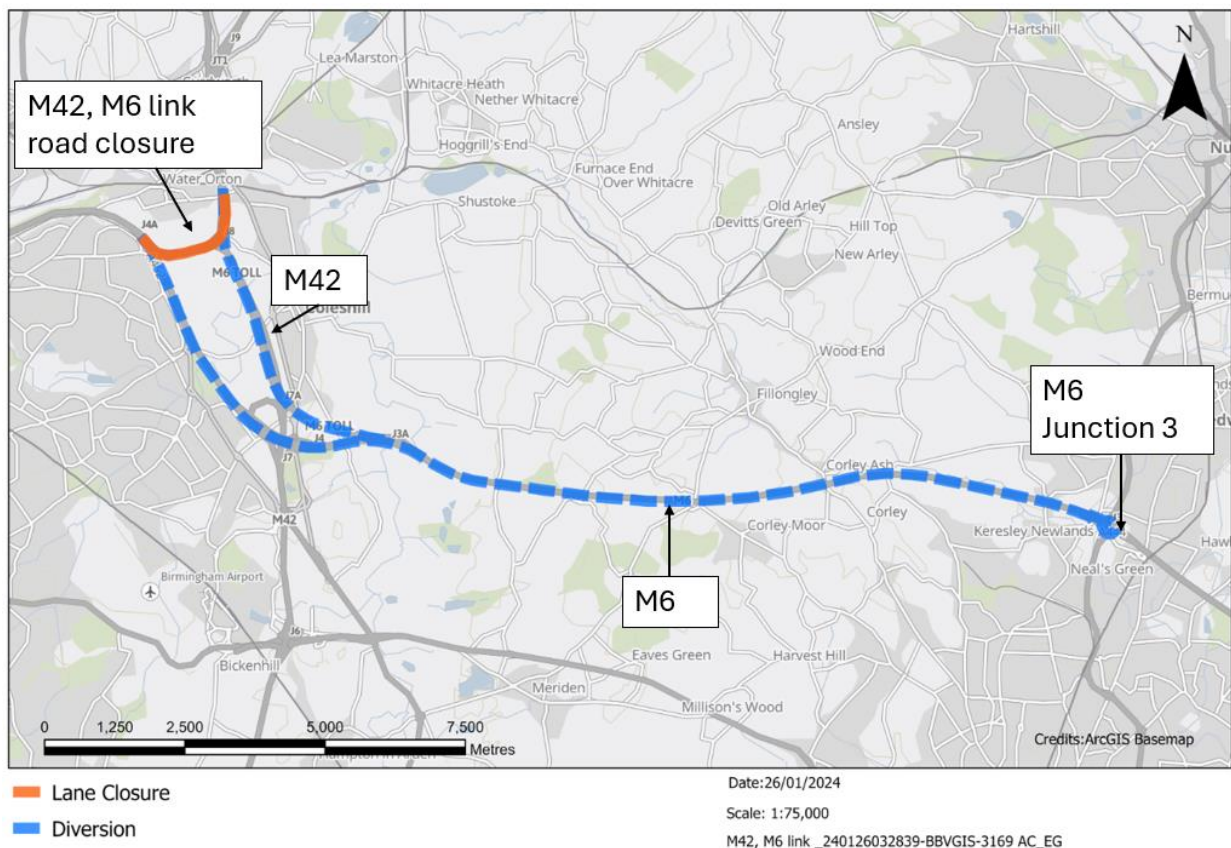 J9
Lea Marston
Hartshill
N
M42, M6 link
road closure
Whitacre Heath
Nether Whitacre
Hoggrill's End
Ansley
Water Orton
Furnace End
Over Whitacre
Shustoke
Old Arley
Devitts Green
Hill Top
New Arley
J4A
M6 TOLL
M42
Wood End
Fillongley
M6
Junction 3
J7A
M6 TOLL
J4
J3A
J7
Corley Ash
M42
Corley Moor
Corley
Keresley Newlands
Neal's Green
Birmingham Airport
M6
J6
Bickenhill
Eaves Green
Harvest Hill
Meriden
Millison's Wood
0 1,250 2,500 5,000 7,500
Metres
Credits:ArcGIS Basemap
Lane Closure
Diversion
Date:26/01/2024
Scale: 1:75,000
M42, M6 link _240126032839-BBVGIS-3169 AC_EG